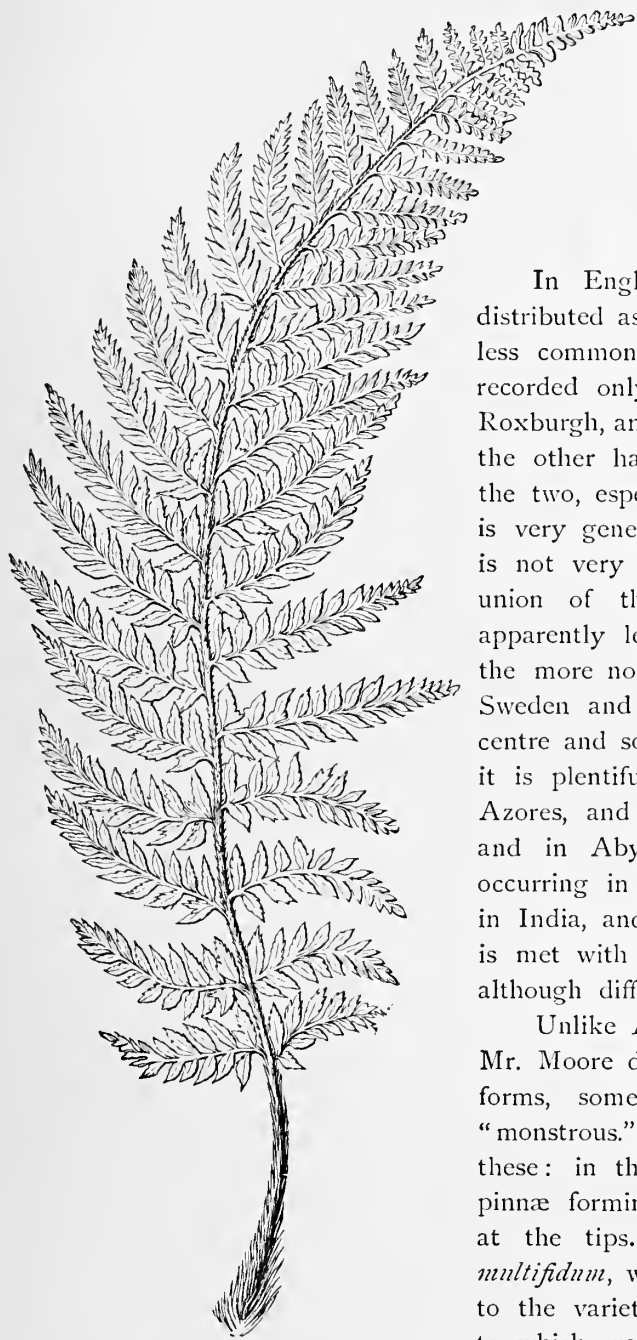 In Engl
distributed as
less common
recorded only
Roxburgh, an
the other ha
the two, espe
is very gene
is not very
union of th
apparently le
the more no
Sweden and
centre and so
it is plentifu
Azores, and
and in Aby
occurring in
in India, and
is met with
although diff
Unlike A
Mr. Moore d
forms, some
“monstrous.”
these: in th
pinnæ formin
at the tips.
multifidum, w
to the variet